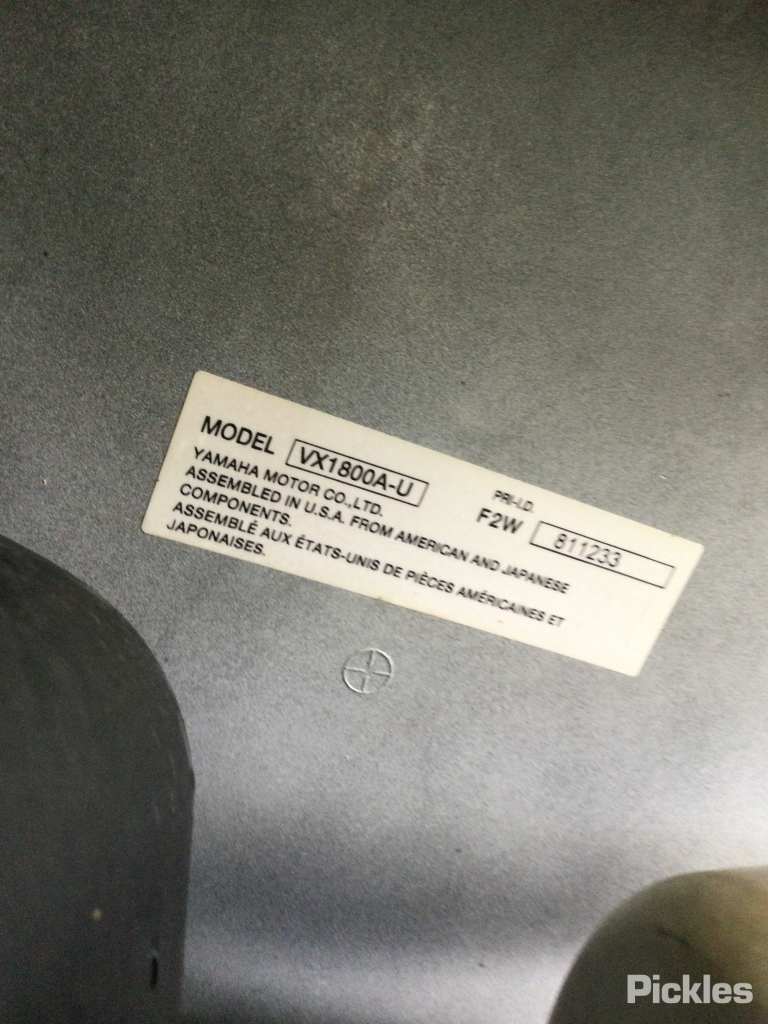 MODEL VX1800A-U
YAMAHA MOTOR CO.,LTD.
PRI-I.D.
F2W 811233
ASSEMBLED IN U.S.A. FROM AMERICAN AND JAPANESE
COMPONENTS.
ASSEMBLÉ AUX ÉTATS-UNIS DE PIÈCES AMÉRICAINES ET
JAPONAISES.
Pickles